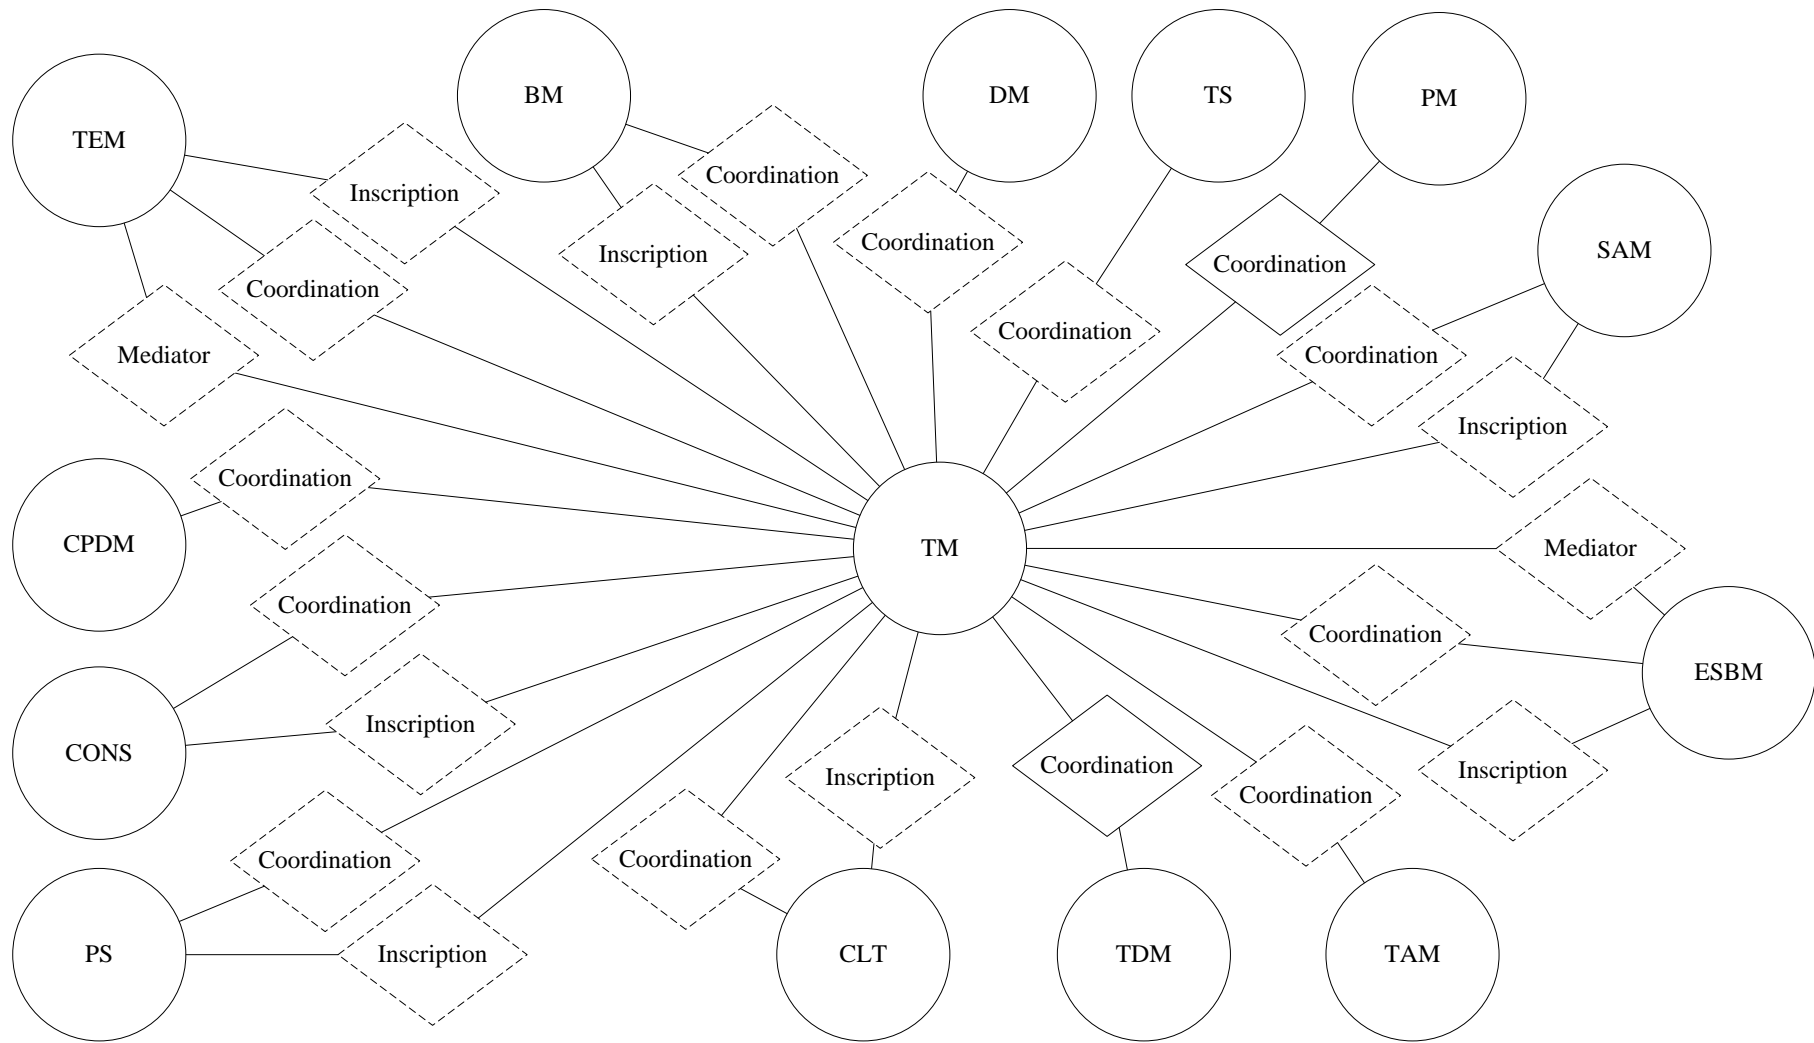 BM
DM
TS
PM
TEM
Coordination
Inscription
Coordination
Inscription
Coordination
SAM
Coordination
Coordination
Coordination
Mediator
Coordination
Inscription
Coordination
CPDM
TM
Mediator
Coordination
Coordination
ESBM
Inscription
CONS
Coordination
Inscription
Inscription
Coordination
Coordination
Coordination
PS
Inscription
CLT
TDM
TAM